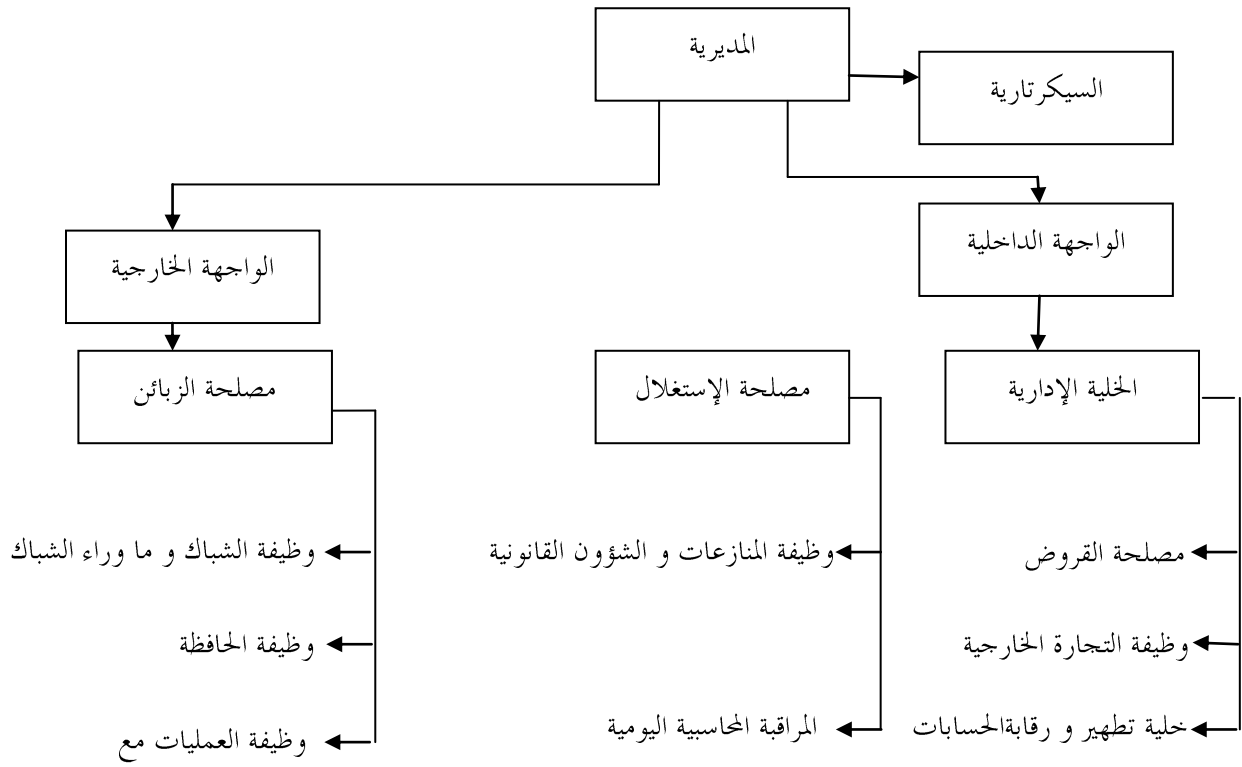 المديرية
السيكرتارية
الواجهة الداخلية
الواجهة الخارجية
الخلية الإدارية
مصلحة الإستغلال
مصلحة الزبائن
مصلحة القروض
وظيفة المنازعات و الشؤون القانونية
وظيفة الشباك و ما وراء الشباك
وظيفة التجارة الخارجية
وظيفة الحافظة
خلية تطهير و رقابةالحسابات
المراقبة المحاسبية اليومية
وظيفة العمليات مع